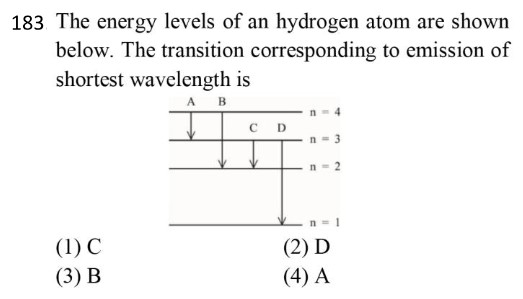 183 The energy levels of an hydrogen atom are shown
below. The transition corresponding to emission of
shortest wavelength is
A B
n = 4
C D
n = 3
n = 2
n = 1
(1) C (2) D
(3) B (4) A